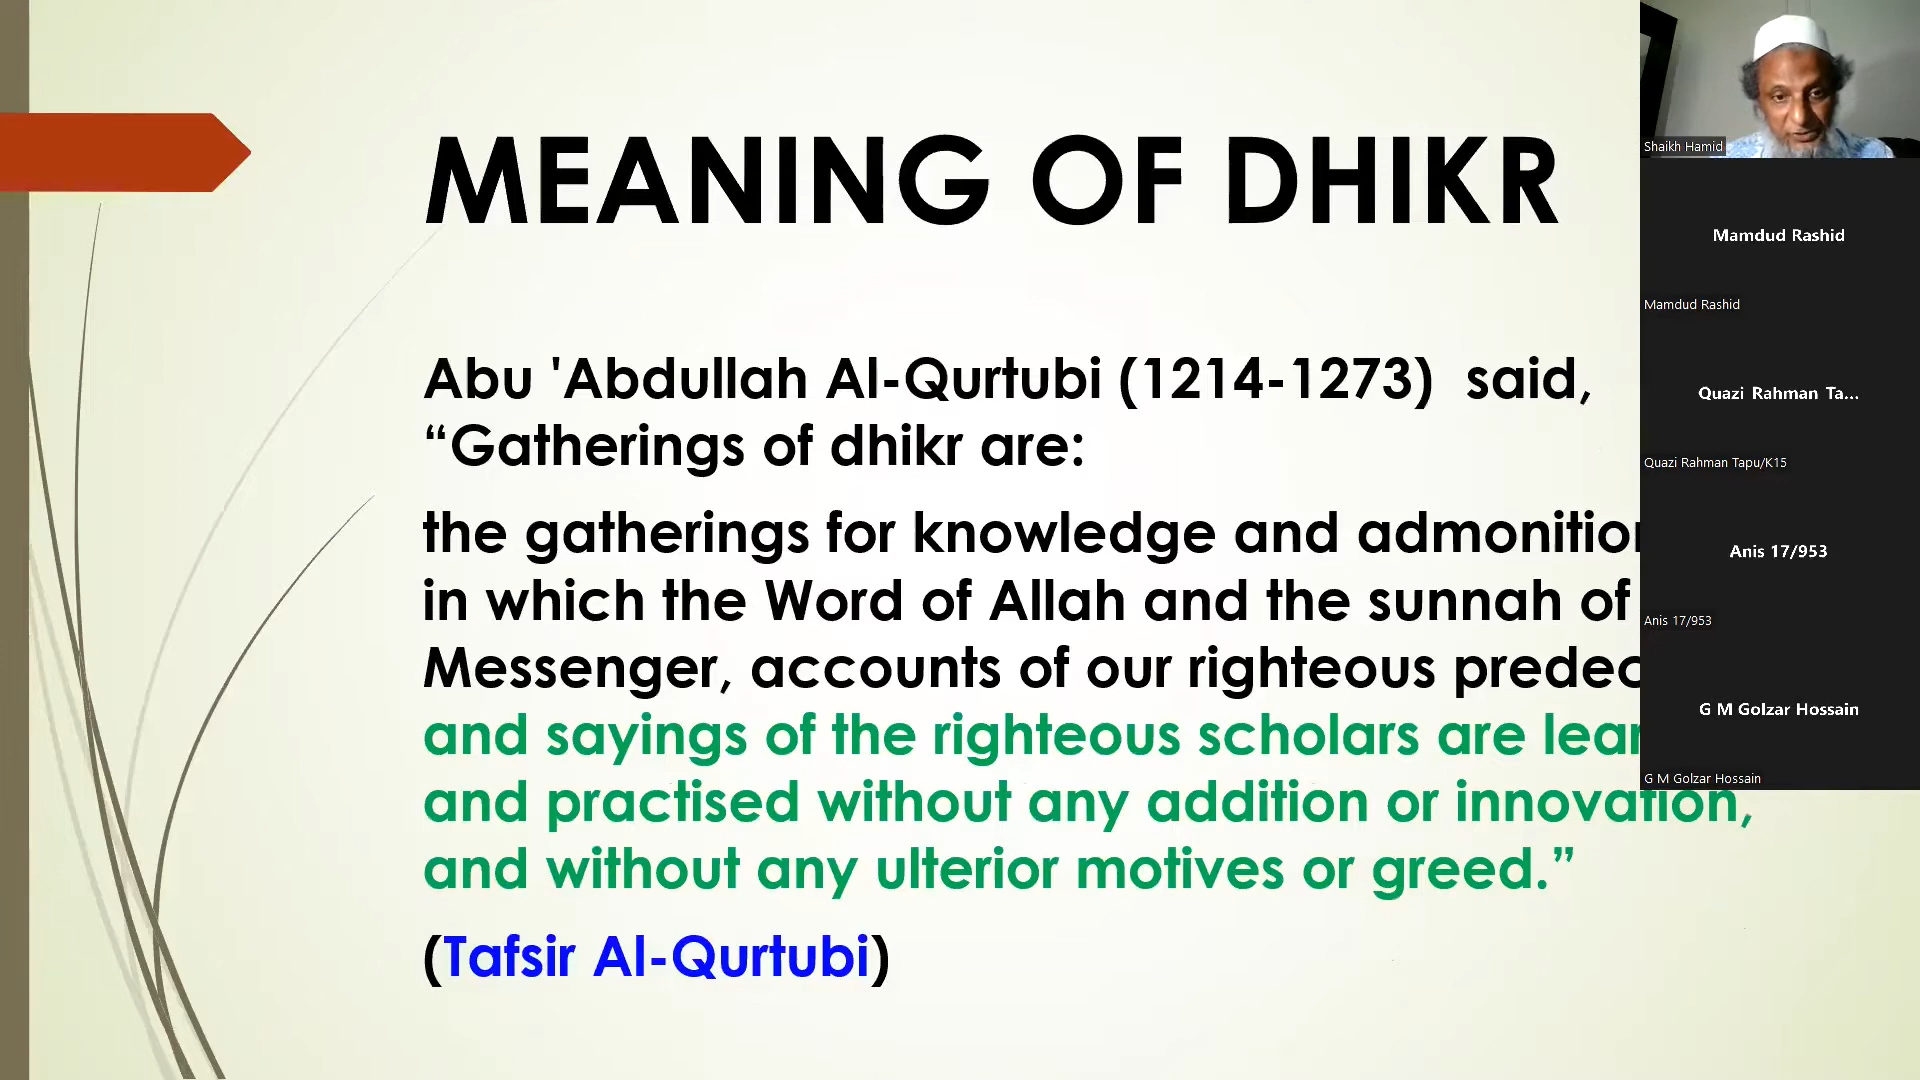 MEANING OF DHIKR
Abu 'Abdullah Al-Qurtubi (1214-1273)  said,
“Gatherings of dhikr are:
the gatherings for knowledge and
in which the Word of Allah and the sunnah of
Messenger, accounts of our righteous
and sayings of the righteous scholars are
and practised without any addition or innovation,
and without any ulterior motives or greed.”
(Tafsir Al-Qurtubi)
Shaikh Hamid
Mamdud Rashid
Mamdud Rashid
Quazi Rahman Ta...
Quazi Rahman Tapu/K15
Anis 17/953
Anis 17/953
G M Golzar Hossain
G M Golzar Hossain